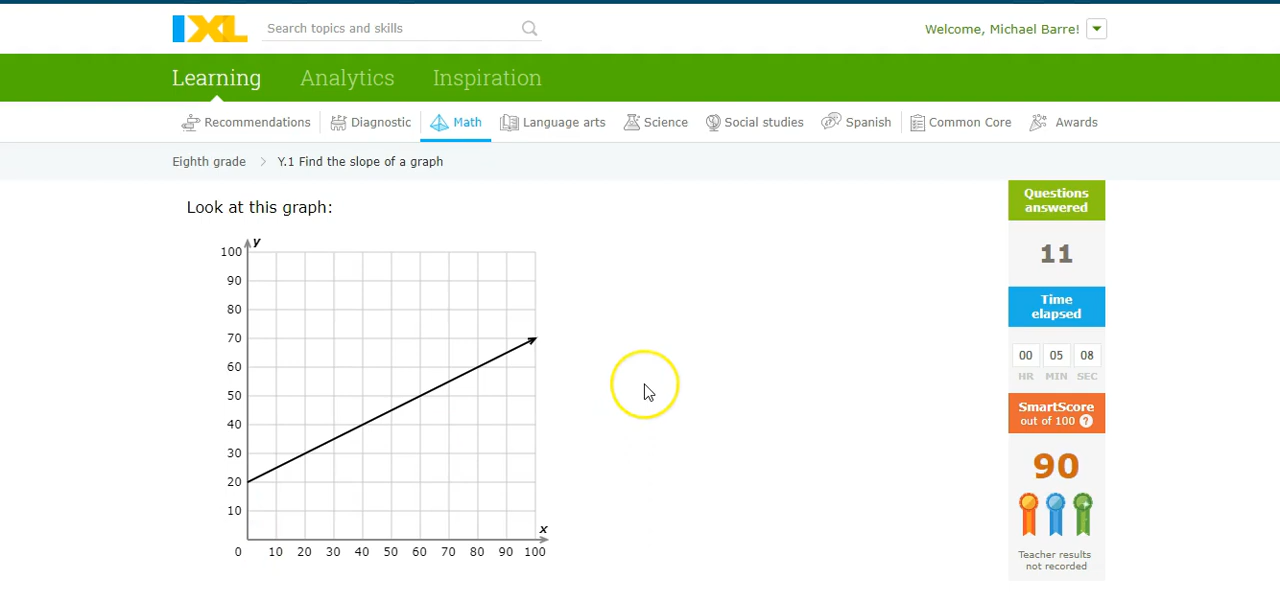 IXL Search topics and skills Welcome, Michael Barre!
Learning Analytics Inspiration
Recommendations Diagnostic Math Language arts Science Social studies Spanish Common Core Awards
Eighth grade > Y.1 Find the slope of a graph
Look at this graph:
y
100
90
80
70
60
50
40
30
20
10
x
0 10 20 30 40 50 60 70 80 90 100
Questions
answered
11
Time
elapsed
00 05 08
HR MIN SEC
SmartScore
out of 100 ?
90
Teacher results
not recorded